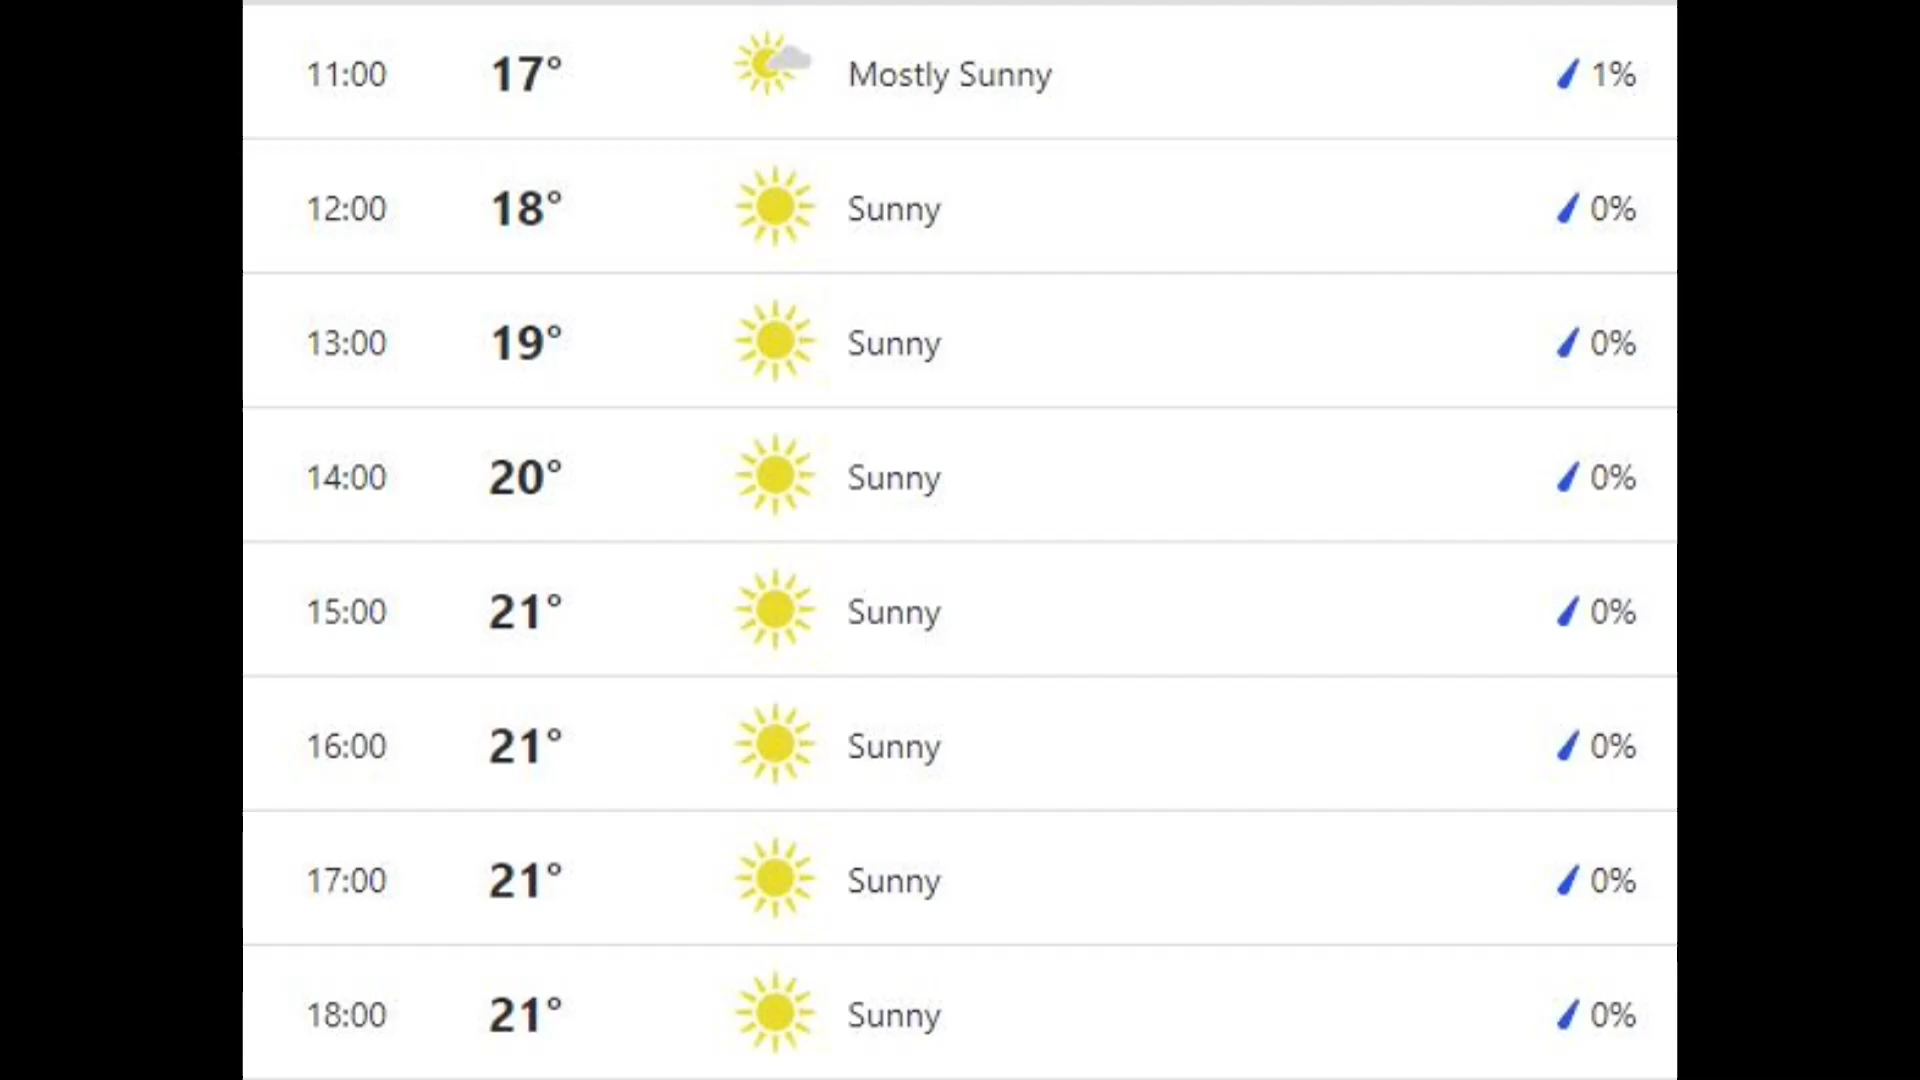 11:00 17° Mostly Sunny 1%
12:00 18° Sunny 0%
13:00 19° Sunny 0%
14:00 20° Sunny 0%
15:00 21° Sunny 0%
16:00 21° Sunny 0%
17:00 21° Sunny 0%
18:00 21° Sunny 0%